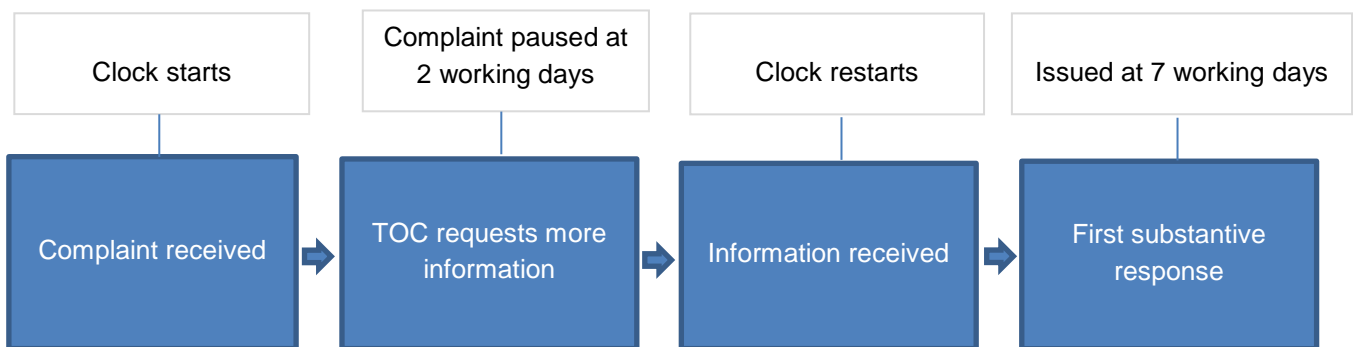 Clock starts
Complaint paused at
2 working days
Clock restarts
Issued at 7 working days
Complaint received
TOC requests more
information
Information received
First substantive
response